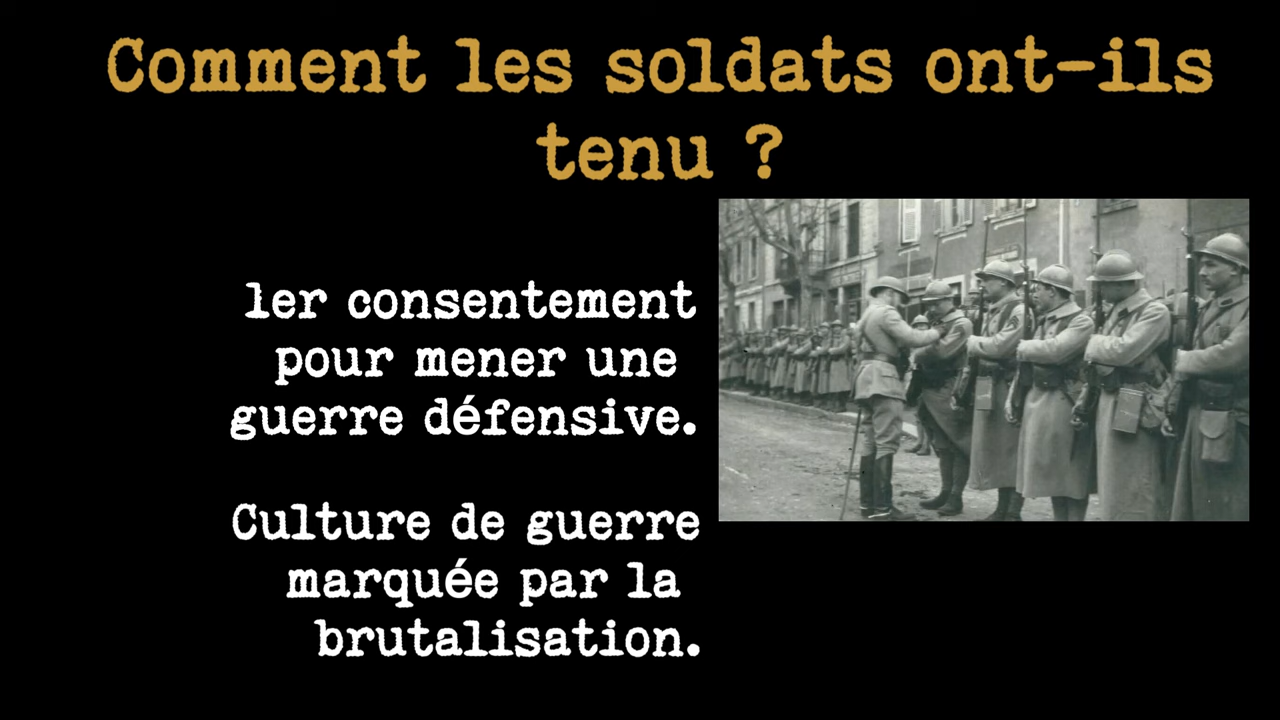 Comment les soldats ont-ils
tenu ?
1er consentement
pour mener une
guerre défensive.
Culture de guerre
marquée par la
brutalisation.